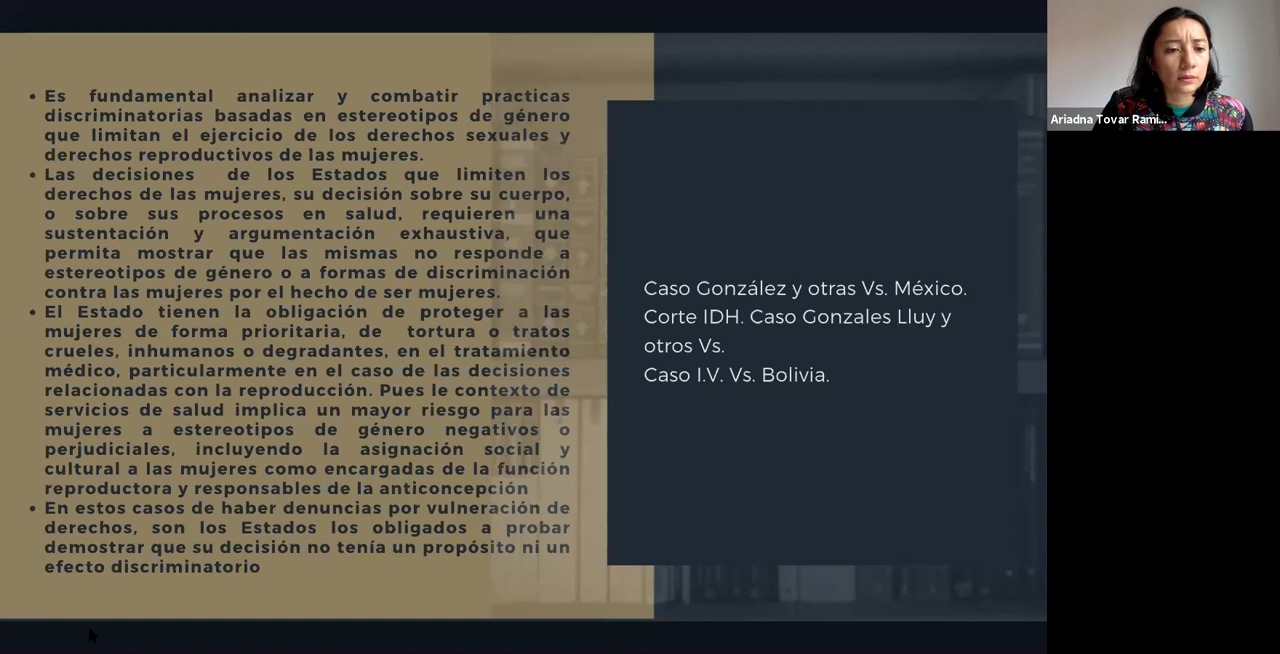 • Es fundamental analizar y combatir practicas
discriminatorias basadas en estereotipos de género
que limitan el ejercicio de los derechos sexuales y
derechos reproductivos de las mujeres.
• Las decisiones de los Estados que limiten los
derechos de las mujeres, su decisión sobre su cuerpo,
o sobre sus procesos en salud, requieren una
sustentación y argumentación exhaustiva, que
permita mostrar que las mismas no responde a
estereotipos de género o a formas de discriminación
contra las mujeres por el hecho de ser mujeres.
• El Estado tienen la obligación de proteger a las
mujeres de forma prioritaria, de tortura o tratos
crueles, inhumanos o degradantes, en el tratamiento
médico, particularmente en el caso de las decisiones
relacionadas con la reproducción. Pues le contexto de
servicios de salud implica un mayor riesgo para las
mujeres a estereotipos de género negativos o
perjudiciales, incluyendo la asignación social y
cultural a las mujeres como encargadas de la función
reproductora y responsables de la anticoncepción
• En estos casos de haber denuncias por vulneración de
derechos, son los Estados los obligados a probar
demostrar que su decisión no tenía un propósito ni un
efecto discriminatorio
Caso González y otras Vs. México.
Corte IDH. Caso Gonzales Lluy y
otros Vs.
Caso I.V. Vs. Bolivia.
Ariadna Tovar Rami...